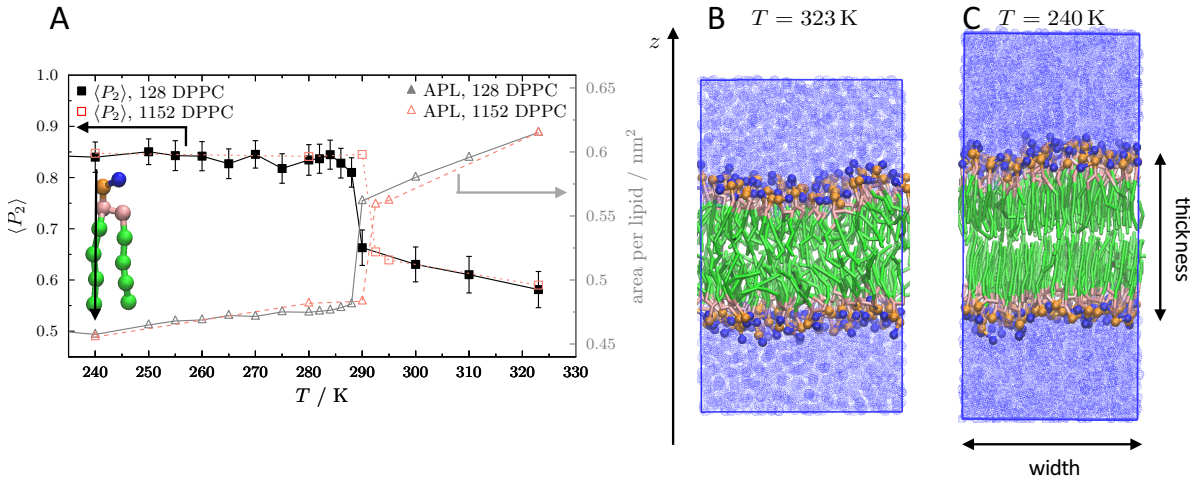 A
B
T = 323 K
C
T = 240 K
z
⟨P₂⟩, 128 DPPC
⟨P₂⟩, 1152 DPPC
APL, 128 DPPC
APL, 1152 DPPC
1.0
0.9
0.8
0.7
0.6
0.5
⟨P₂⟩
0.65
0.6
0.55
0.5
0.45
area per lipid / nm²
240 250 260 270 280 290 300 310 320 330
T / K
thickness
width